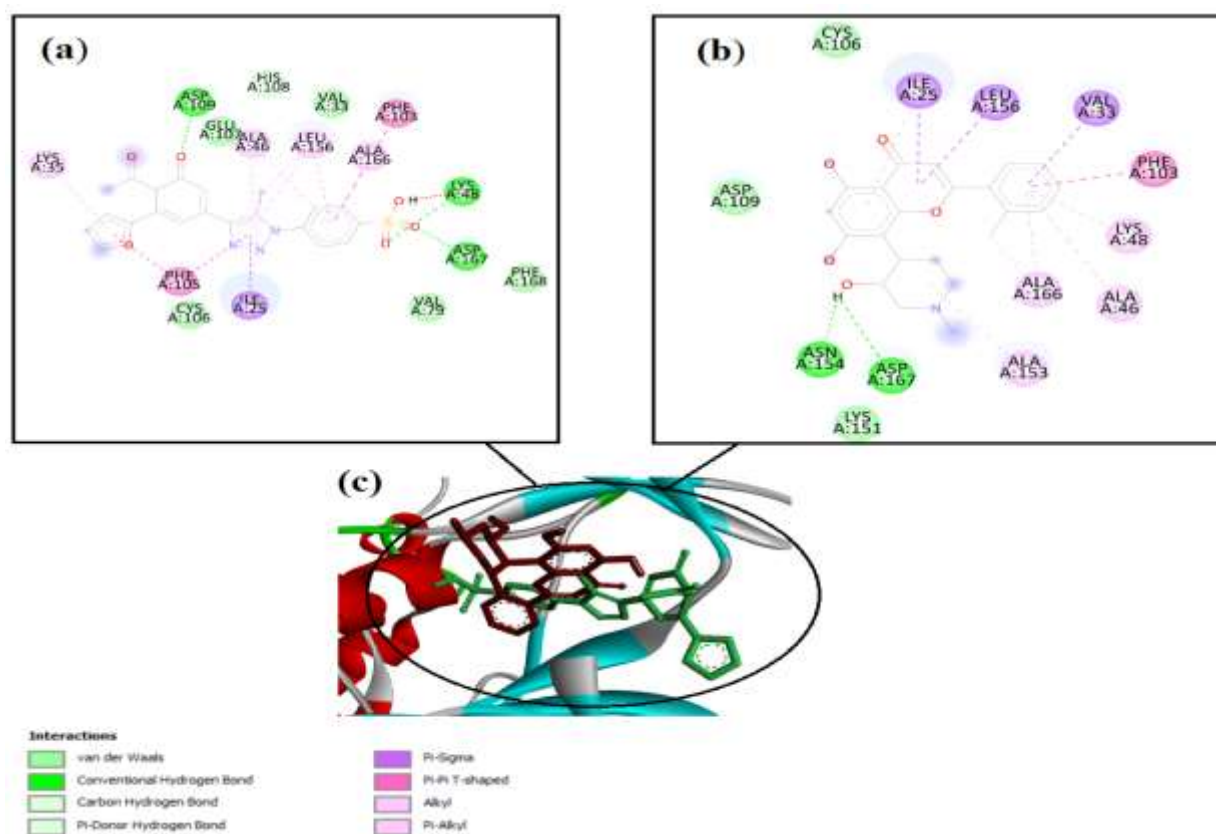 (a)
HIS
A:108
ASP
A:109
VAL
A:33
PHE
A:103
GLU
A:107
ALA
A:46
LEU
A:156
ALA
A:166
LYS
A:35
LYS
A:48
H
O
O
O
O
O
O
N
N
N
ASP
A:167
PHE
A:105
PHE
A:168
CYS
A:106
ILE
A:25
VAL
A:79
(b)
CYS
A:106
ILE
A:25
LEU
A:156
VAL
A:33
PHE
A:103
ASP
A:109
LYS
A:48
O
O
O
O
O
H
N
ALA
A:166
ALA
A:46
ASN
A:154
ASP
A:167
ALA
A:153
LYS
A:151
(c)
Interactions
van der Waals
Conventional Hydrogen Bond
Carbon Hydrogen Bond
Pi-Donor Hydrogen Bond
Pi-Sigma
Pi-Pi T-shaped
Alkyl
Pi-Alkyl